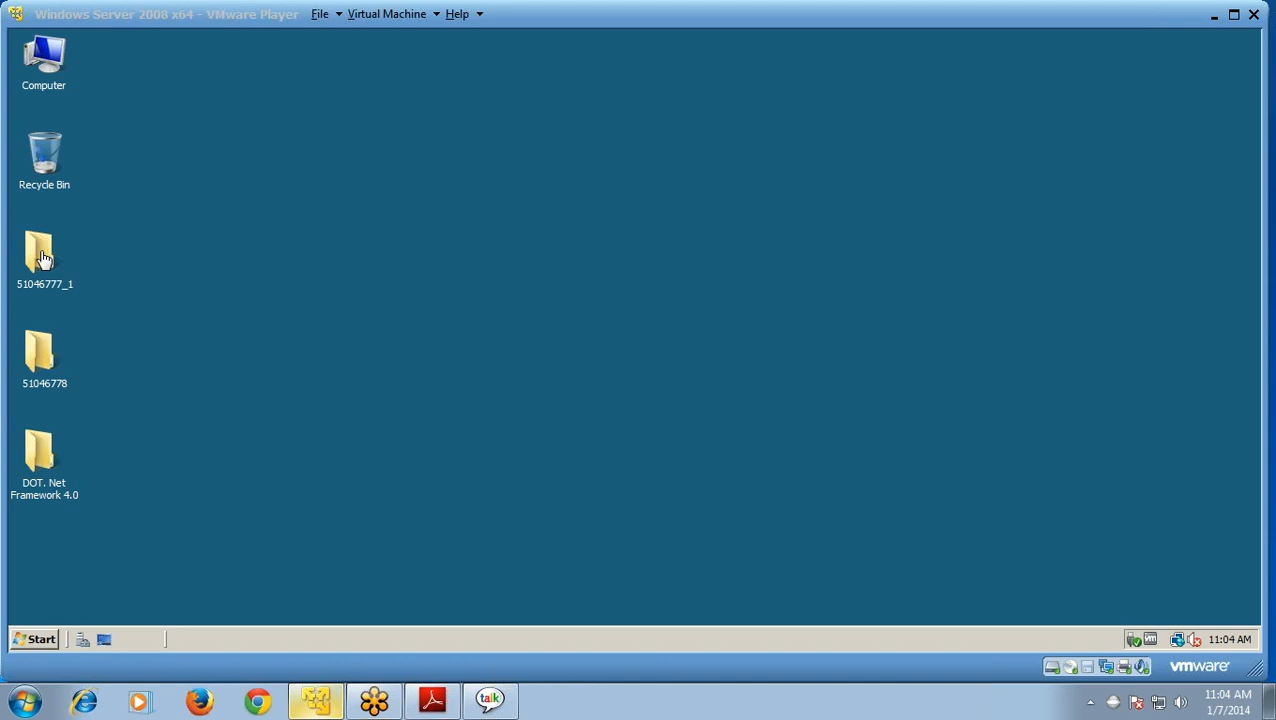 Windows Server 2008 x64 - VMware Player File Virtual Machine Help
Computer
Recycle Bin
51046777_1
51046778
DOT. Net
Framework 4.0
Start
11:04 AM
vmware
talk
11:04 AM
1/7/2014